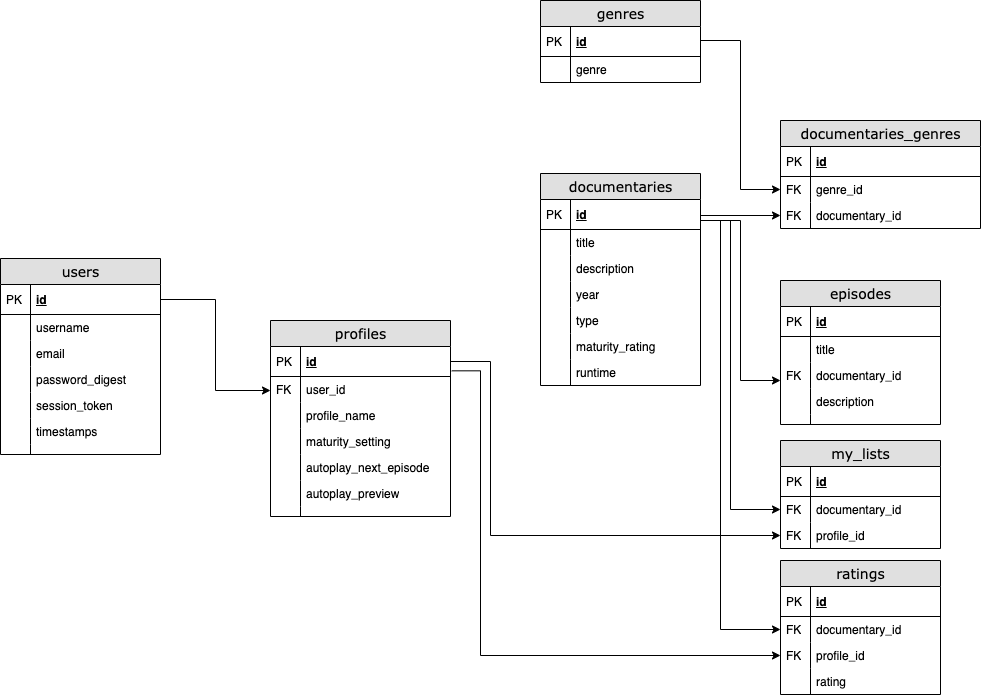 genres
PK id
genre
documentaries_genres
PK id
FK genre_id
FK documentary_id
documentaries
PK id
title
description
year
type
maturity_rating
runtime
users
PK id
username
email
password_digest
session_token
timestamps
profiles
PK id
FK user_id
profile_name
maturity_setting
autoplay_next_episode
autoplay_preview
episodes
PK id
title
FK documentary_id
description
my_lists
PK id
FK documentary_id
FK profile_id
ratings
PK id
FK documentary_id
FK profile_id
rating